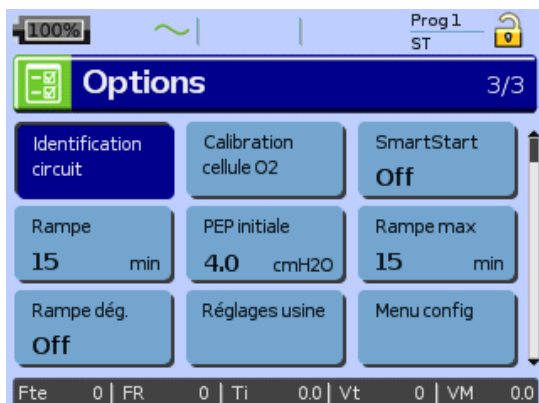 100%
Prog 1
ST
Options
3/3
Identification
circuit
Calibration
cellule O2
SmartStart
Off
Rampe
15 min
PEP initiale
4.0 cmH2O
Rampe max
15 min
Rampe dég.
Off
Réglages usine
Menu config
Fte 0 FR 0 Ti 0.0 Vt 0 VM 0.0